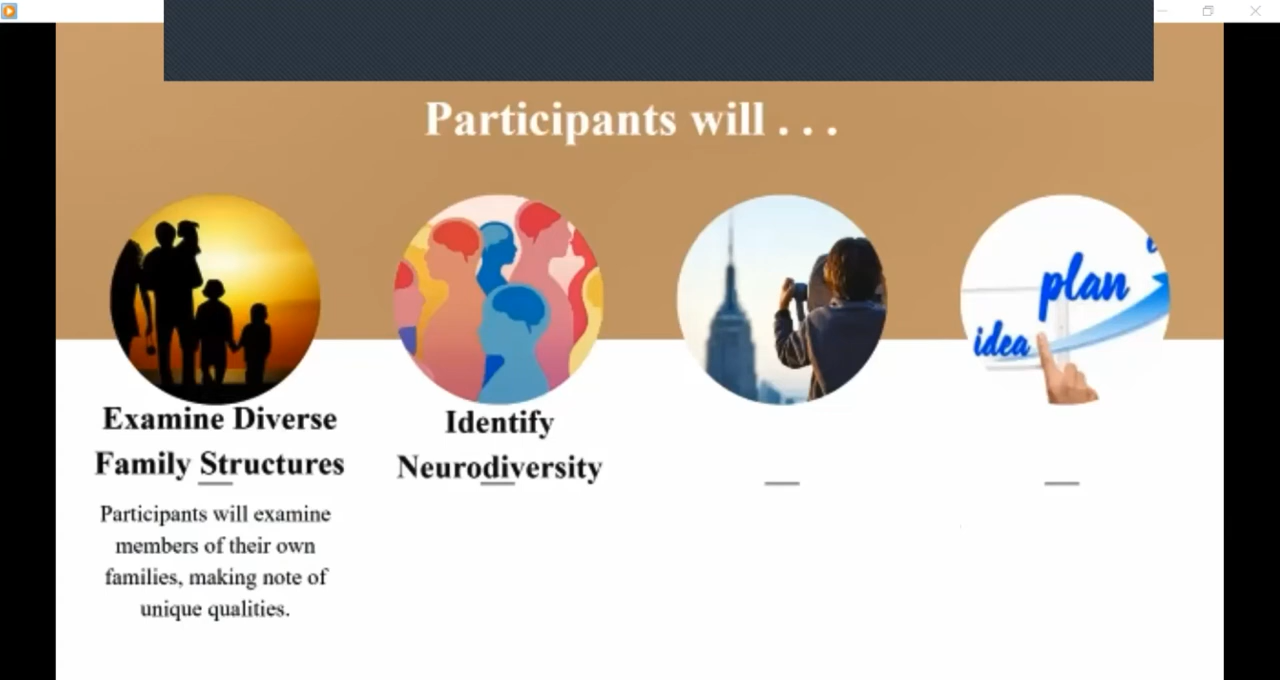 Participants will . . .
Examine Diverse
Family Structures
Participants will examine
members of their own
families, making note of
unique qualities.
Identify
Neurodiversity
plan
idea